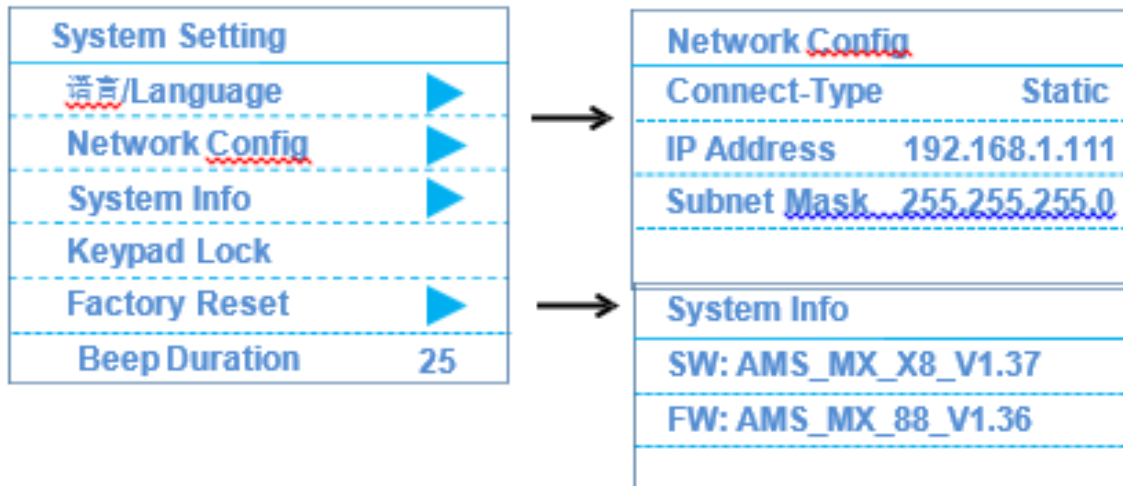 System Setting
语言/Language
Network Config
System Info
Keypad Lock
Factory Reset
Beep Duration 25
Network Config
Connect-Type Static
IP Address 192.168.1.111
Subnet Mask 255.255.255.0
System Info
SW: AMS_MX_X8_V1.37
FW: AMS_MX_88_V1.36